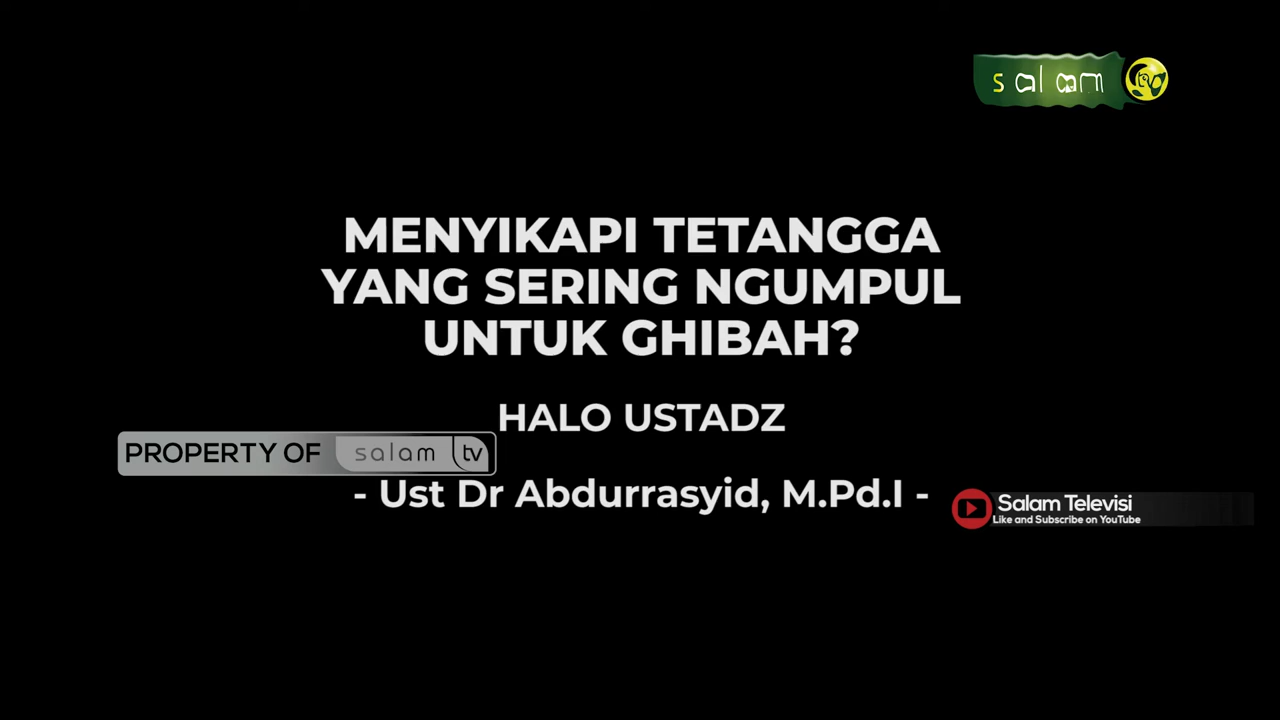 salam tv
MENYIKAPI TETANGGA
YANG SERING NGUMPUL
UNTUK GHIBAH?
HALO USTADZ
PROPERTY OF salam tv
- Ust Dr Abdurrasyid, M.Pd.I -
Salam Televisi
Like and Subscribe on YouTube